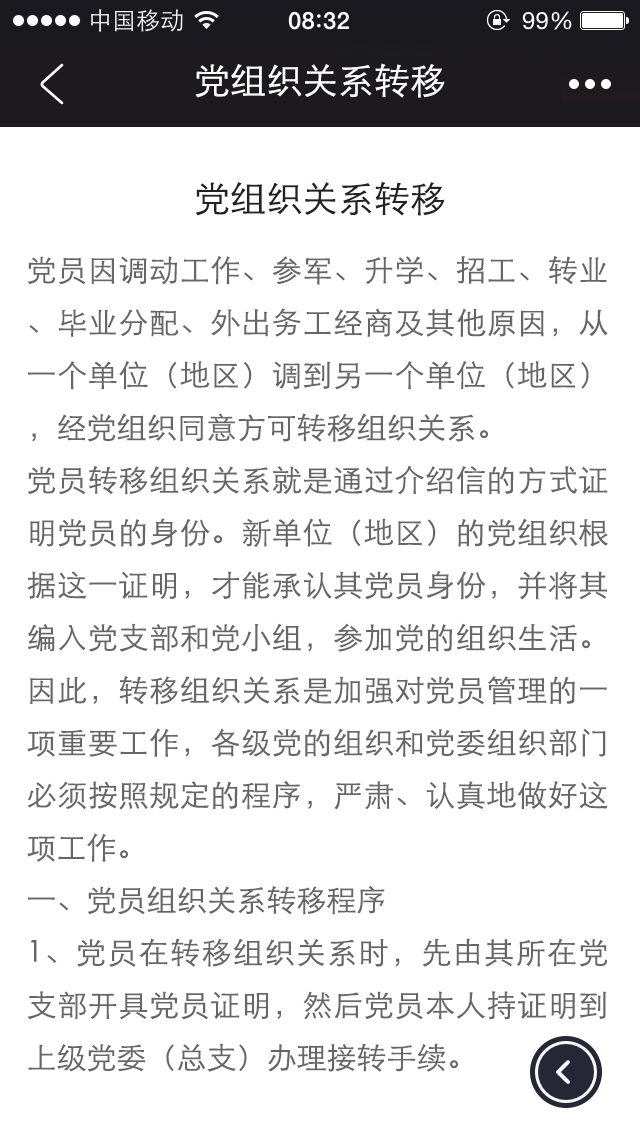 中国移动 08:32 99%
党组织关系转移
党组织关系转移
党员因调动工作、参军、升学、招工、转业
、毕业分配、外出务工经商及其他原因，从
一个单位（地区）调到另一个单位（地区）
，经党组织同意方可转移组织关系。
党员转移组织关系就是通过介绍信的方式证
明党员的身份。新单位（地区）的党组织根
据这一证明，才能承认其党员身份，并将其
编入党支部和党小组，参加党的组织生活。
因此，转移组织关系是加强对党员管理的一
项重要工作，各级党的组织和党委组织部门
必须按照规定的程序，严肃、认真地做好这
项工作。
一、党员组织关系转移程序
1、党员在转移组织关系时，先由其所在党
支部开具党员证明，然后党员本人持证明到
上级党委（总支）办理接转手续。